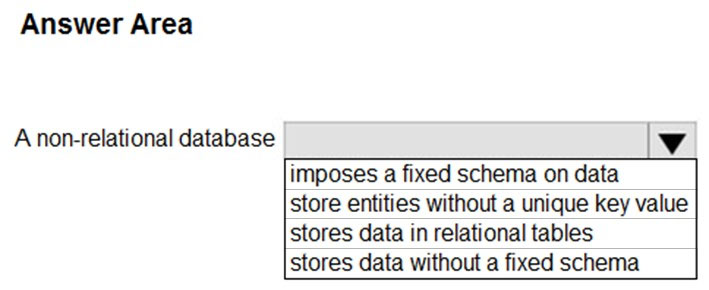 Answer Area
A non-relational database
imposes a fixed schema on data
store entities without a unique key value
stores data in relational tables
stores data without a fixed schema